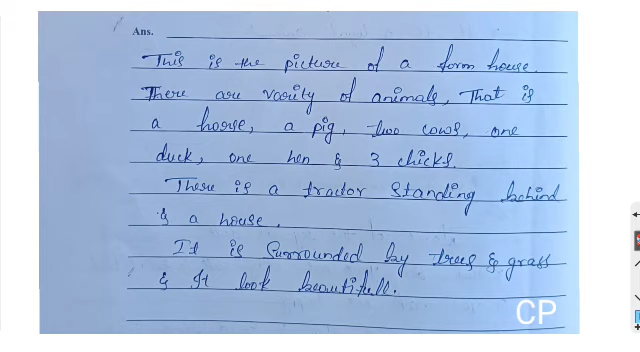 Ans.
This is the picture of a form house.
There are varity of animals, That is
a horse, a pig, two cows, one
duck, one hen & 3 chicks.
There is a tractor standing behind
& a house.
It is surrounded by trees & grass
& It look beautifull.
CP